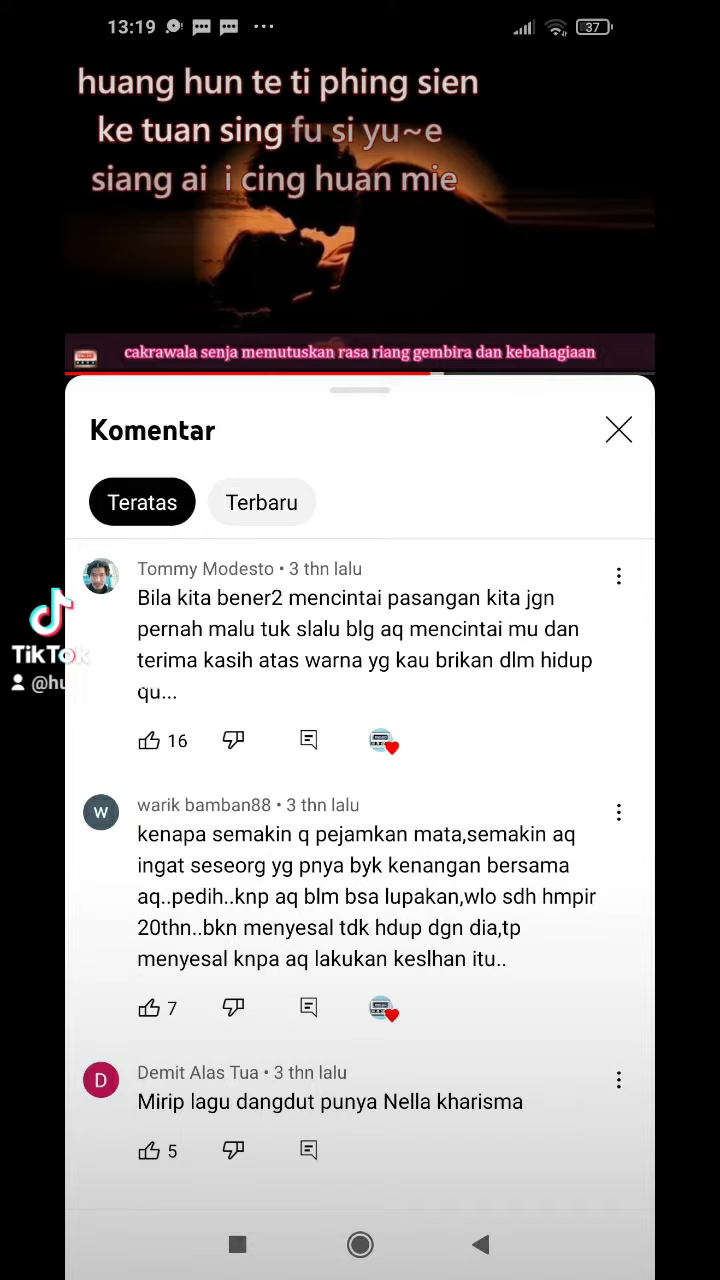 13:19
37
huang hun te ti phing sien
ke tuan sing fu si yu~e
siang ai i cing huan mie
cakrawala senja memutuskan rasa riang gembira dan kebahagiaan
Komentar
Teratas
Terbaru
Tommy Modesto • 3 thn lalu
Bila kita bener2 mencintai pasangan kita jgn
pernah malu tuk slalu blg aq mencintai mu dan
terima kasih atas warna yg kau brikan dlm hidup
qu...
16
TikTok
@hu
W
warik bamban88 • 3 thn lalu
kenapa semakin q pejamkan mata,semakin aq
ingat seseorg yg pnya byk kenangan bersama
aq..pedih..knp aq blm bsa lupakan,wlo sdh hmpir
20thn..bkn menyesal tdk hdup dgn dia,tp
menyesal knpa aq lakukan keslhan itu..
7
D
Demit Alas Tua • 3 thn lalu
Mirip lagu dangdut punya Nella kharisma
5